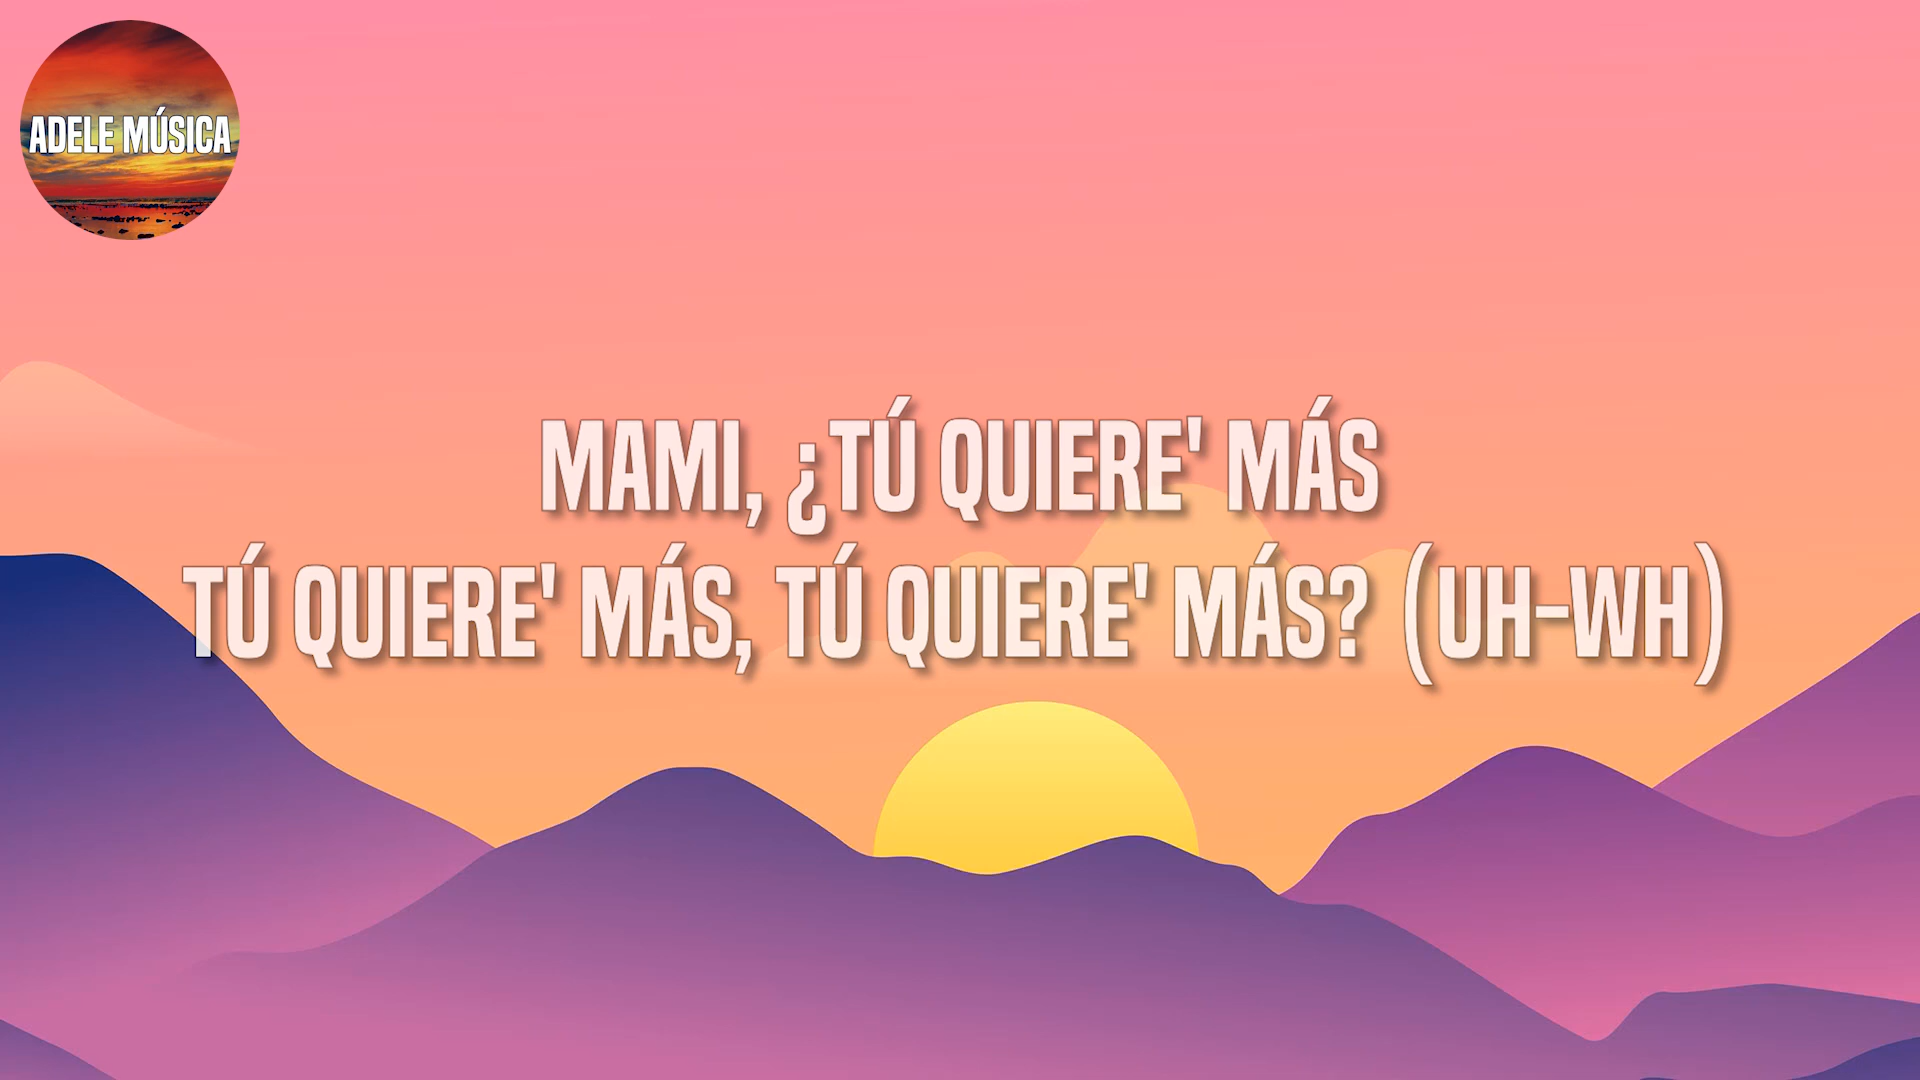 ADELE MÚSICA
MAMI, ¿TÚ QUIERE' MÁS
TÚ QUIERE' MÁS, TÚ QUIERE' MÁS? (UH-WH)